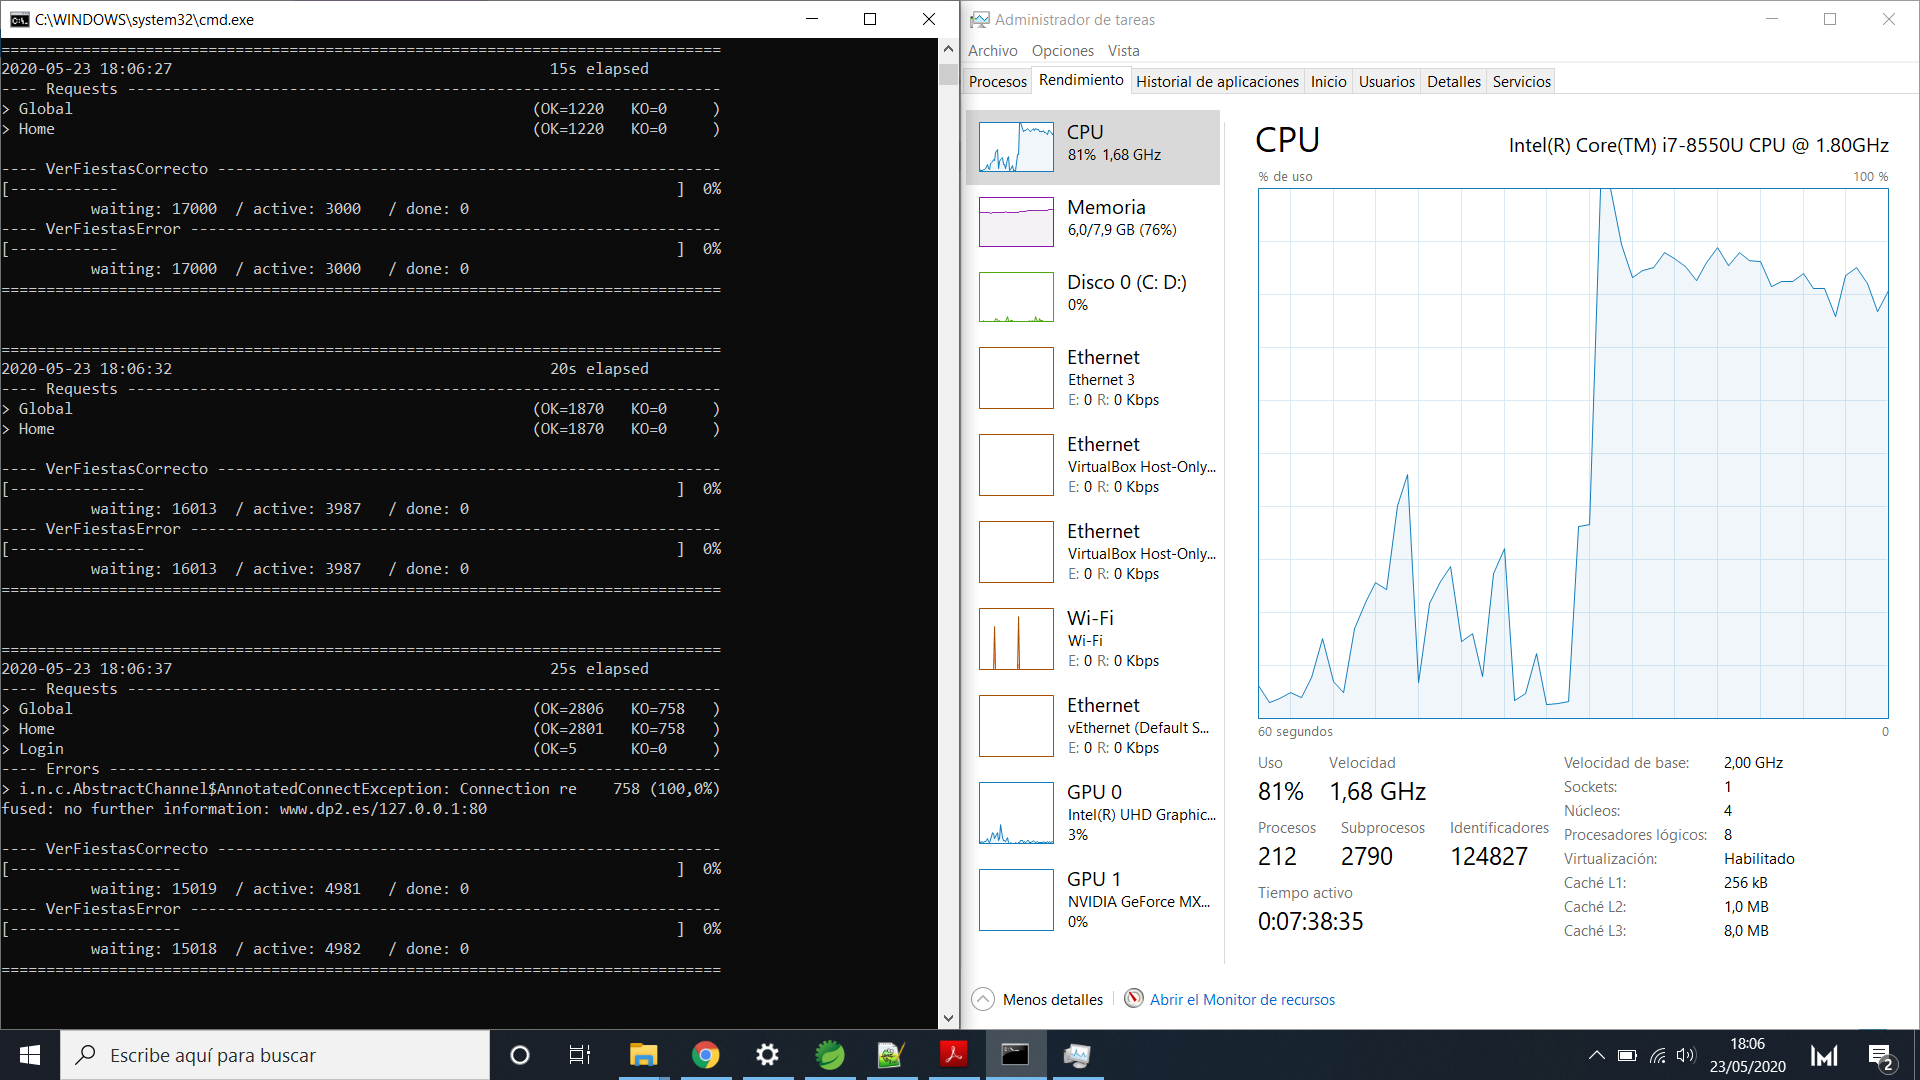 C:\WINDOWS\system32\cmd.exe
================================================================================
2020-05-23 18:06:27                                          15s elapsed
---- Requests ------------------------------------------------------------------
> Global                                                   (OK=1220   KO=0     )
> Home                                                     (OK=1220   KO=0     )
---- VerFiestasCorrecto --------------------------------------------------------
[------------                                                              ]  0%
          waiting: 17000  / active: 3000   / done: 0
---- VerFiestasError -----------------------------------------------------------
[------------                                                              ]  0%
          waiting: 17000  / active: 3000   / done: 0
================================================================================
================================================================================
2020-05-23 18:06:32                                          20s elapsed
---- Requests ------------------------------------------------------------------
> Global                                                   (OK=1870   KO=0     )
> Home                                                     (OK=1870   KO=0     )
---- VerFiestasCorrecto --------------------------------------------------------
[---------------                                                           ]  0%
          waiting: 16013  / active: 3987   / done: 0
---- VerFiestasError -----------------------------------------------------------
[---------------                                                           ]  0%
          waiting: 16013  / active: 3987   / done: 0
================================================================================
================================================================================
2020-05-23 18:06:37                                          25s elapsed
---- Requests ------------------------------------------------------------------
> Global                                                   (OK=2806   KO=758   )
> Home                                                     (OK=2801   KO=758   )
> Login                                                    (OK=5      KO=0     )
---- Errors --------------------------------------------------------------------
> i.n.c.AbstractChannel$AnnotatedConnectException: Connection re    758 (100,0%)
fused: no further information: www.dp2.es/127.0.0.1:80
---- VerFiestasCorrecto --------------------------------------------------------
[-------------------                                                       ]  0%
          waiting: 15019  / active: 4981   / done: 0
---- VerFiestasError -----------------------------------------------------------
[-------------------                                                       ]  0%
          waiting: 15018  / active: 4982   / done: 0
================================================================================
Administrador de tareas
Archivo Opciones Vista
Procesos Rendimiento Historial de aplicaciones Inicio Usuarios Detalles Servicios
CPU
81% 1,68 GHz
Memoria
6,0/7,9 GB (76%)
Disco 0 (C: D:)
0%
Ethernet
Ethernet 3
E: 0 R: 0 Kbps
Ethernet
VirtualBox Host-Only...
E: 0 R: 0 Kbps
Ethernet
VirtualBox Host-Only...
E: 0 R: 0 Kbps
Wi-Fi
Wi-Fi
E: 0 R: 0 Kbps
Ethernet
vEthernet (Default S...
E: 0 R: 0 Kbps
GPU 0
Intel(R) UHD Graphic...
3%
GPU 1
NVIDIA GeForce MX...
0%
CPU
Intel(R) Core(TM) i7-8550U CPU @ 1.80GHz
% de uso 100 %
60 segundos 0
Uso Velocidad
81% 1,68 GHz
Procesos Subprocesos Identificadores
212 2790 124827
Tiempo activo
0:07:38:35
Velocidad de base: 2,00 GHz
Sockets: 1
Núcleos: 4
Procesadores lógicos: 8
Virtualización: Habilitado
Caché L1: 256 kB
Caché L2: 1,0 MB
Caché L3: 8,0 MB
Menos detalles Abrir el Monitor de recursos
Escribe aquí para buscar
18:06
23/05/2020
2